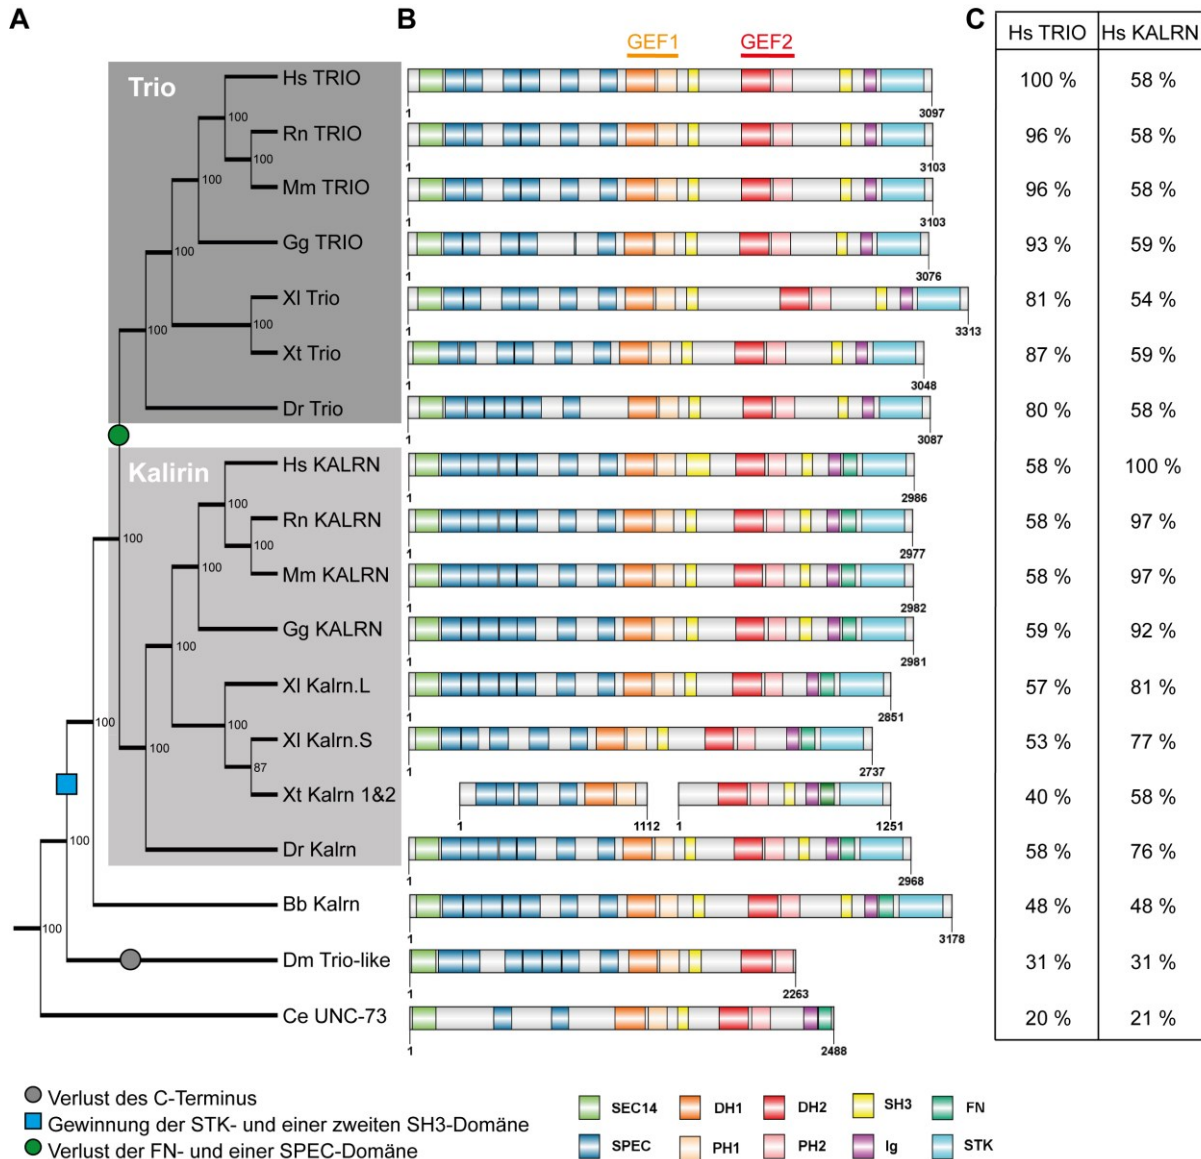 A
B
C
GEF1
GEF2
Hs TRIO
Hs KALRN
Trio
Hs TRIO
1
3097
100 %
58 %
Rn TRIO
1
3103
96 %
58 %
Mm TRIO
1
3103
96 %
58 %
Gg TRIO
1
3076
93 %
59 %
Xl Trio
1
3313
81 %
54 %
Xt Trio
1
3048
87 %
59 %
Dr Trio
1
3087
80 %
58 %
Kalirin
Hs KALRN
1
2986
58 %
100 %
Rn KALRN
1
2977
58 %
97 %
Mm KALRN
1
2982
58 %
97 %
Gg KALRN
1
2981
59 %
92 %
Xl Kalrn.L
1
2851
57 %
81 %
Xl Kalrn.S
1
2737
53 %
77 %
Xt Kalrn 1&2
1
1112
1
1251
40 %
58 %
Dr Kalrn
1
2968
58 %
76 %
Bb Kalrn
1
3178
48 %
48 %
Dm Trio-like
1
2263
31 %
31 %
Ce UNC-73
1
2488
20 %
21 %
100
100
100
100
100
100
100
100
100
100
100
100
100
87
100
100
100
100
Verlust des C-Terminus
Gewinnung der STK- und einer zweiten SH3-Domäne
Verlust der FN- und einer SPEC-Domäne
SEC14
DH1
DH2
SH3
FN
SPEC
PH1
PH2
Ig
STK